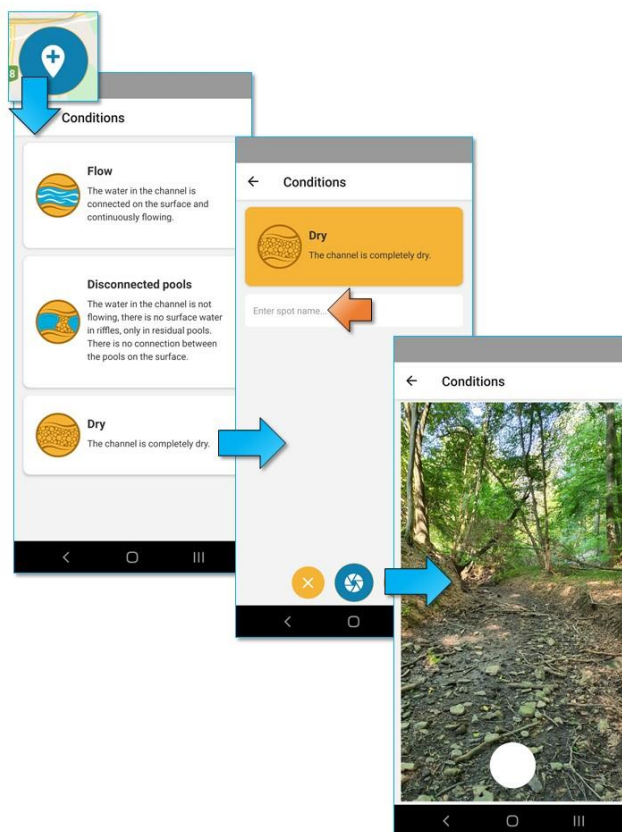 8
Conditions
Flow
The water in the channel is
connected on the surface and
continuously flowing.
Disconnected pools
The water in the channel is not
flowing, there is no surface water
in riffles, only in residual pools.
There is no connection between
the pools on the surface.
Dry
The channel is completely dry.
Conditions
Dry
The channel is completely dry.
Enter spot name...
Conditions